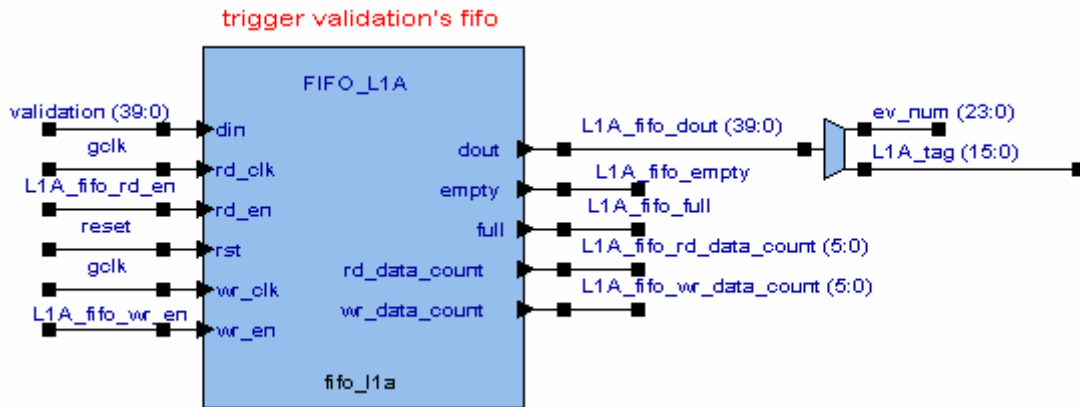 trigger validation's fifo
FIFO_L1A
validation (39:0)
din
gclk
rd_clk
L1A_fifo_rd_en
rd_en
reset
rst
gclk
wr_clk
L1A_fifo_wr_en
wr_en
dout
L1A_fifo_dout (39:0)
ev_num (23:0)
L1A_tag (15:0)
empty
L1A_fifo_empty
full
L1A_fifo_full
rd_data_count
L1A_fifo_rd_data_count (5:0)
wr_data_count
L1A_fifo_wr_data_count (5:0)
fifo_l1a